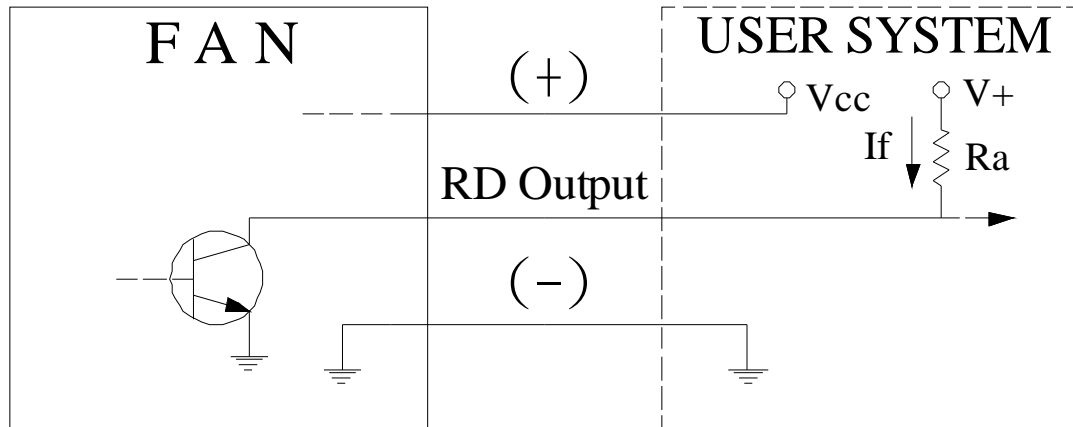 F A N
USER SYSTEM
(+)
Vcc
V+
If
Ra
RD Output
(-)